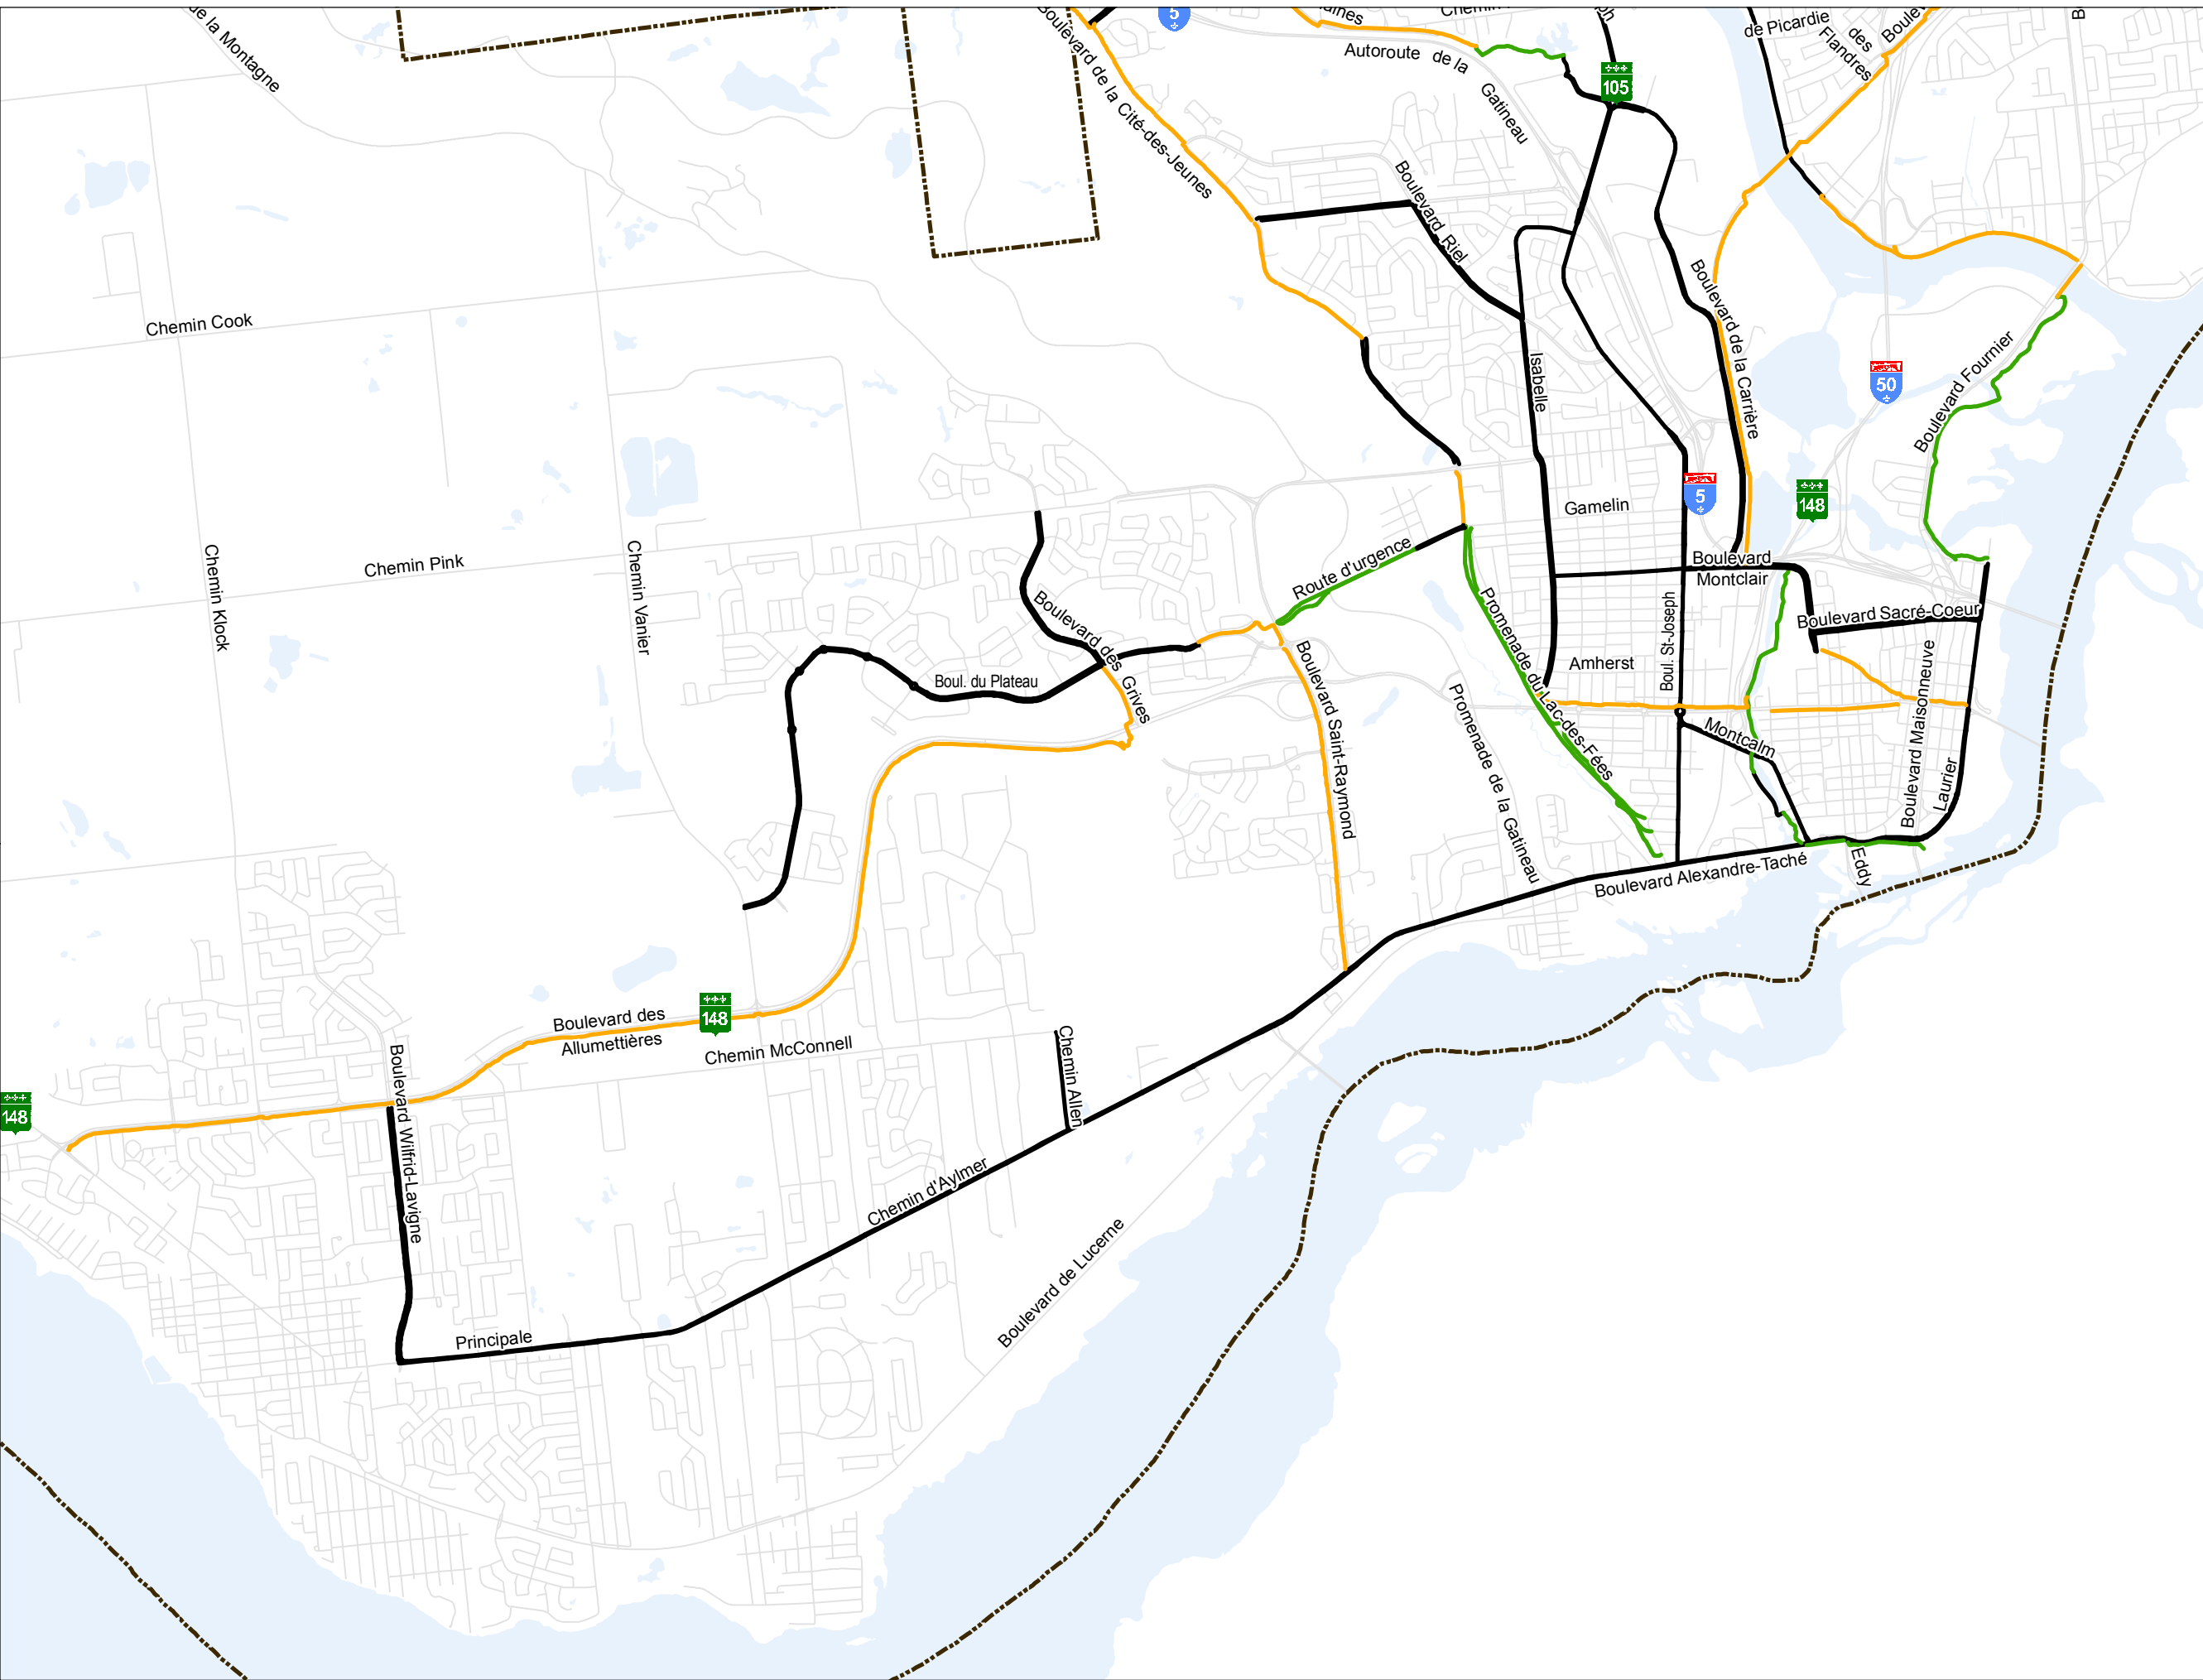 de la Montagne
Boulevard de la Cité-des-Jeunes
5
Autoroute de la
Gatineau
105
de Picardie
des
Flandres
B
Boulevard Riel
Chemin Cook
Boulevard de la Carrière
Isabelle
50
Boulevard Fournier
5
148
Gamelin
Chemin Klock
Chemin Pink
Chemin Vanier
Boulevard des
Grives
Route d'urgence
Boulevard
Montclair
Boulevard Sacré-Coeur
Promenade du Lac-des-Fées
Boul. St-Joseph
Amherst
Boul. du Plateau
Boulevard Saint-Raymond
Promenade de la Gatineau
Montcalm
Boulevard Maisonneuve
Laurier
Boulevard Alexandre-Taché
Eddy
Boulevard des
Allumettières
148
Chemin McConnell
Chemin Allen
148
Boulevard Wilfrid-Lavigne
Chemin d'Aylmer
Boulevard de Lucerne
Principale